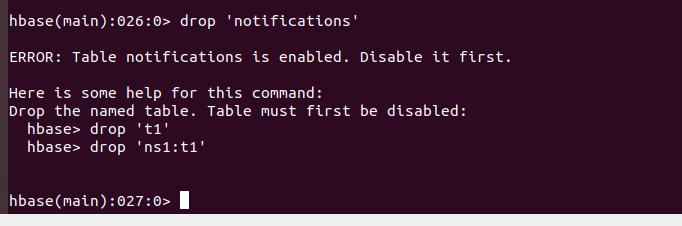 hbase(main):026:0> drop 'notifications'
ERROR: Table notifications is enabled. Disable it first.
Here is some help for this command:
Drop the named table. Table must first be disabled:
  hbase> drop 't1'
  hbase> drop 'ns1:t1'
hbase(main):027:0>